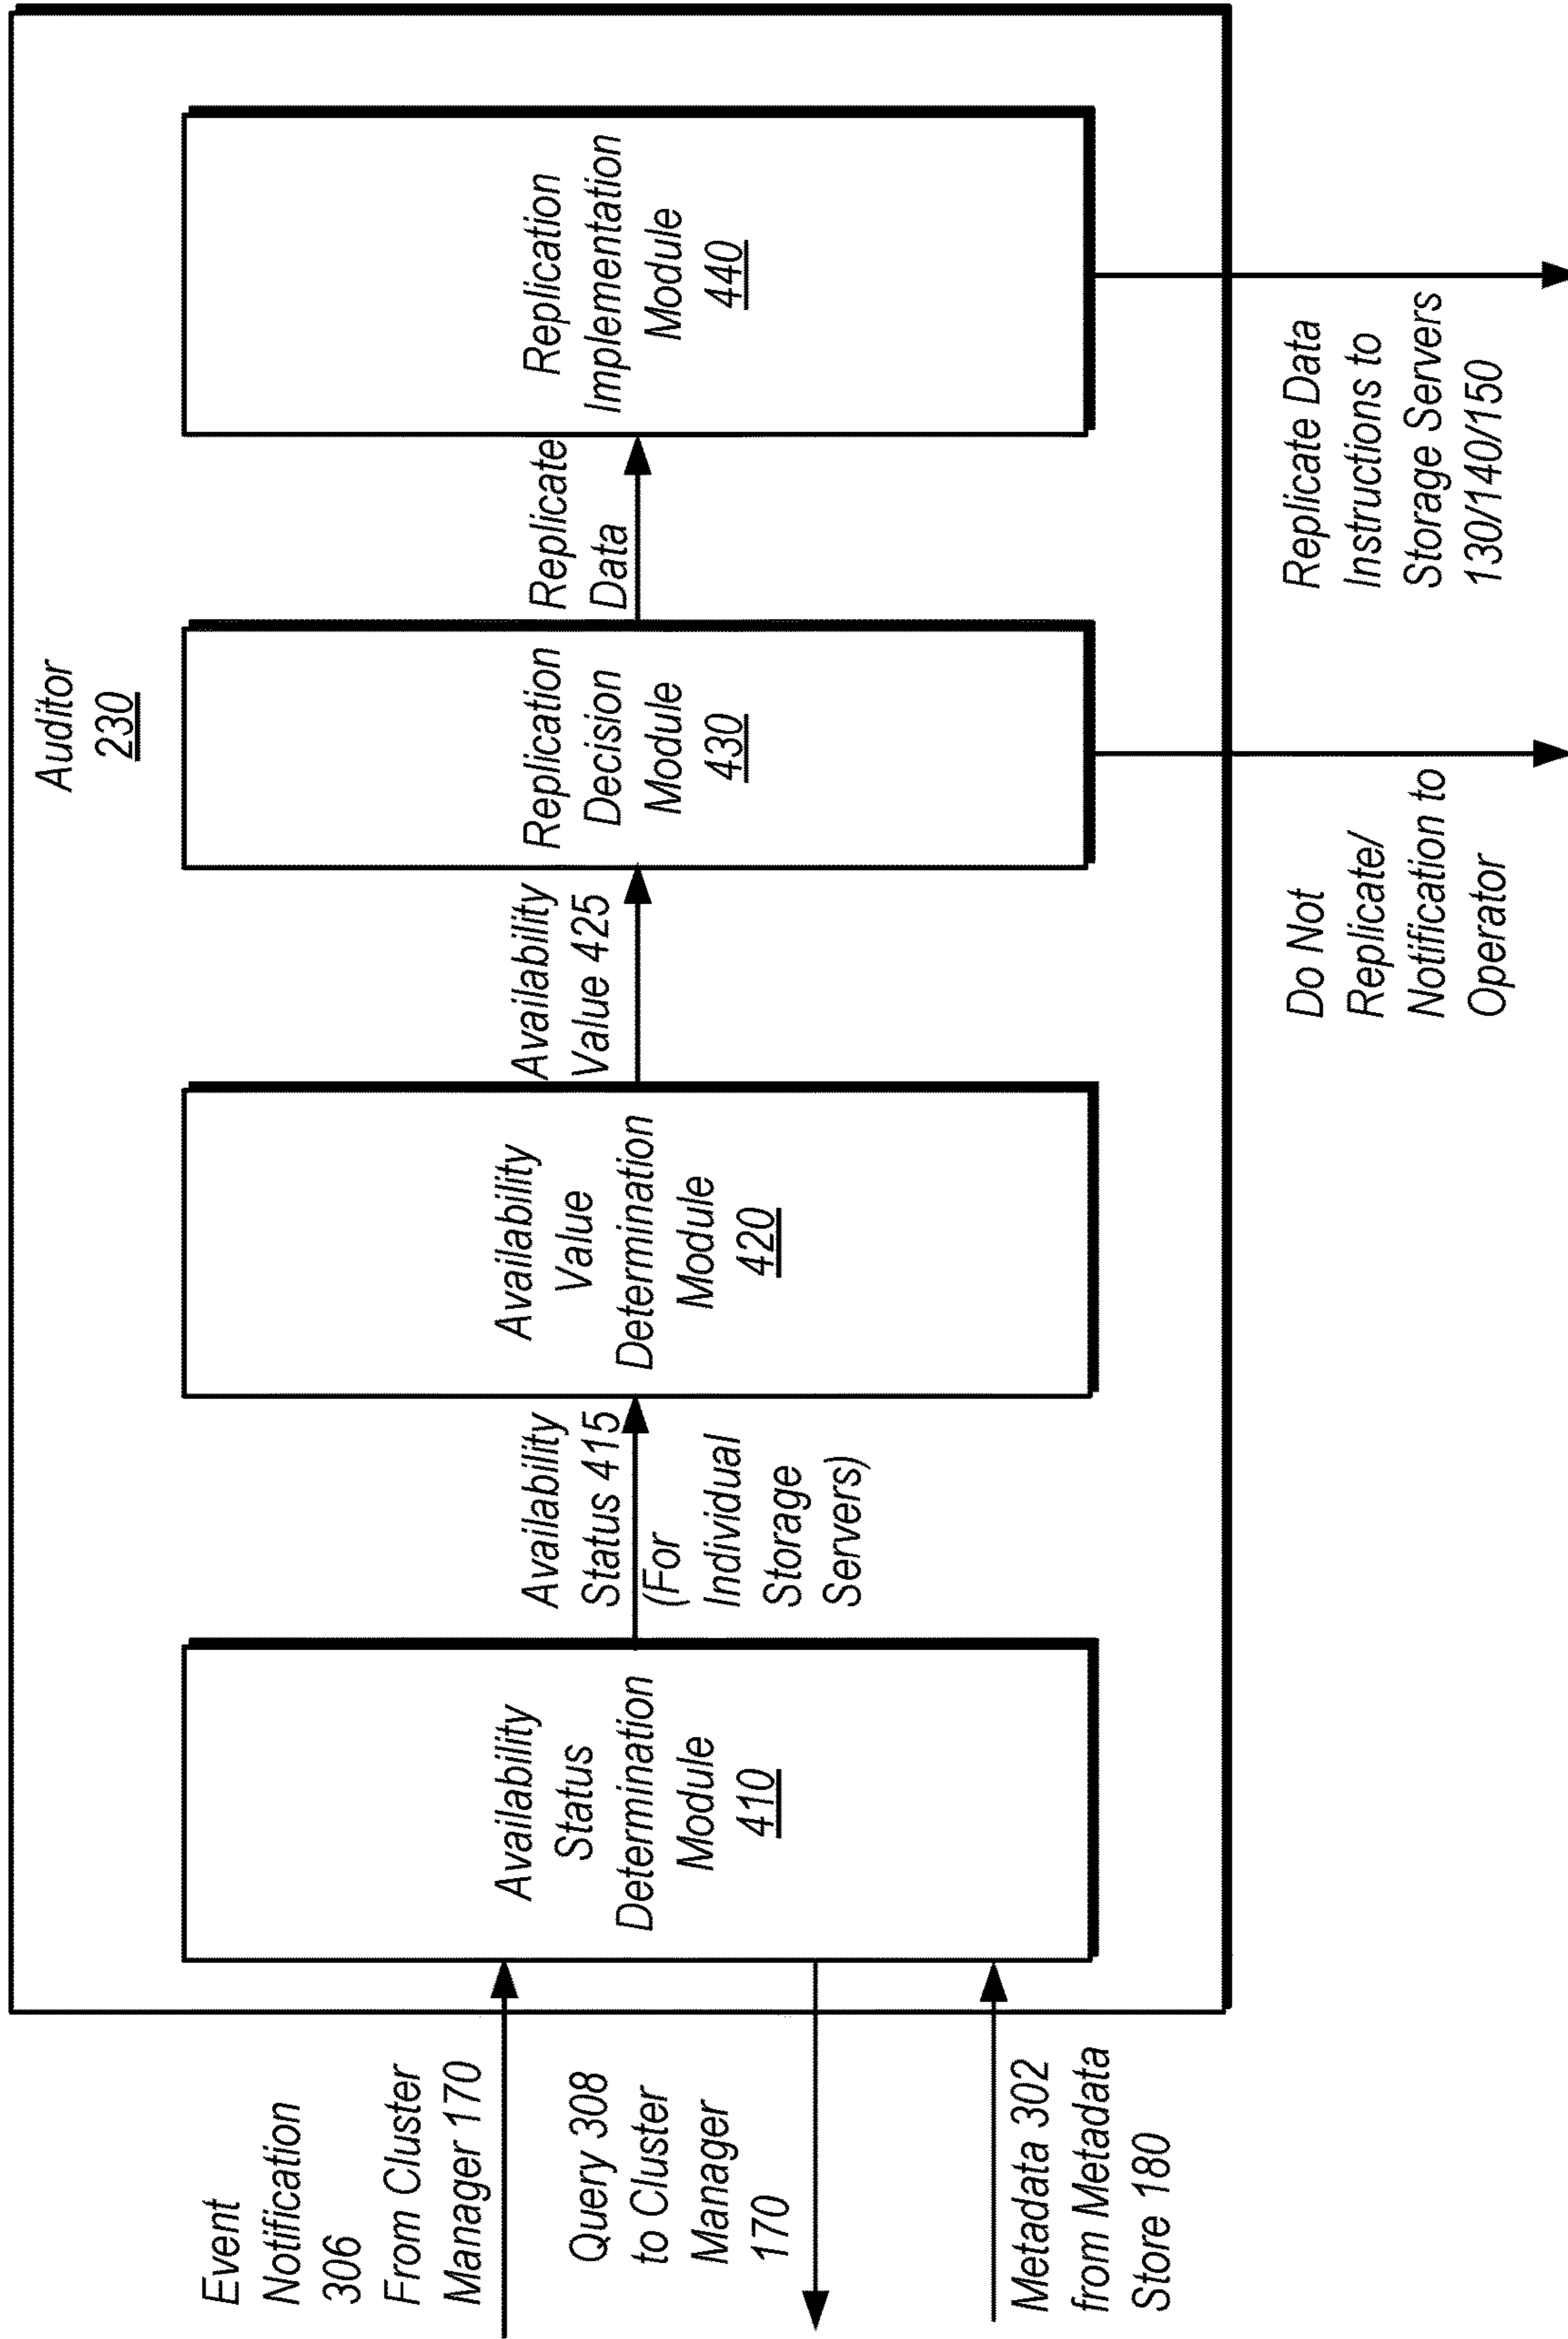 Auditor
230
Event
Notification
306
From Cluster
Manager 170
Query 308
to Cluster
Manager
170
Metadata 302
from Metadata
Store 180
Availability
Status
Determination
Module
410
Availability
Status 415
(For
Individual
Storage
Servers)
Availability
Value
Determination
Module
420
Availability
Value 425
Replication
Decision
Module
430
Replicate
Data
Replication
Implementation
Module
440
Do Not
Replicate/
Notification to
Operator
Replicate Data
Instructions to
Storage Servers
130/140/150